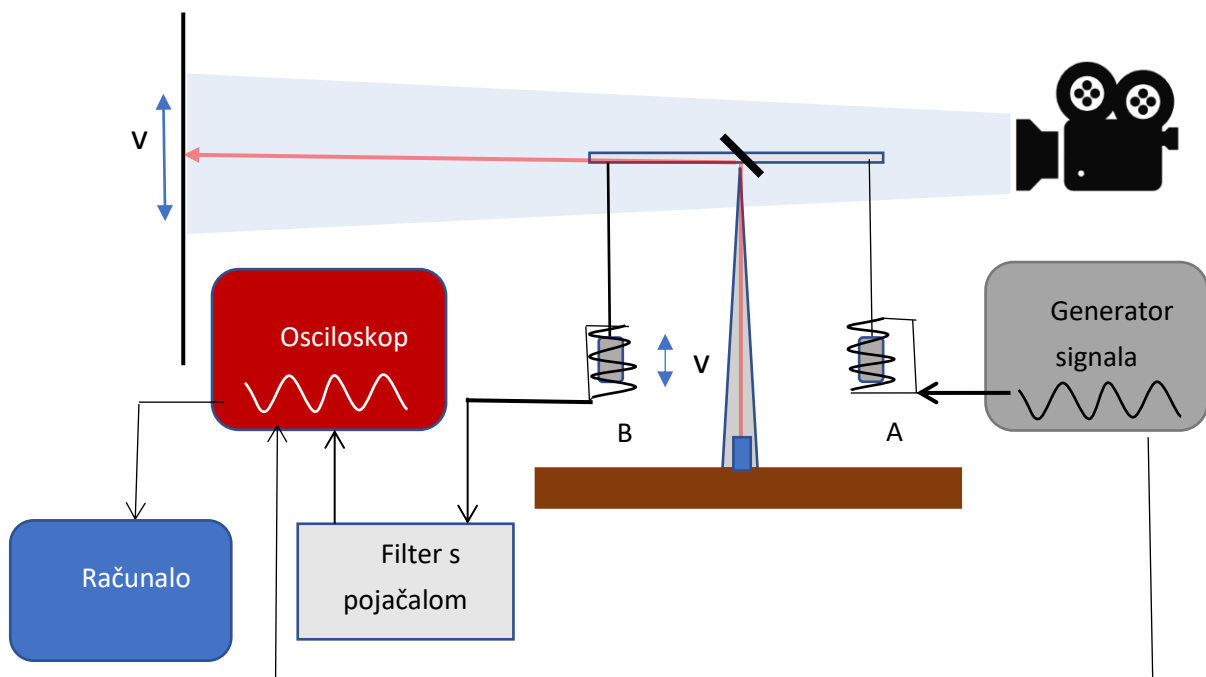 v
Osciloskop
v
Generator
signala
B
A
Filter s
pojačalom
Računalo